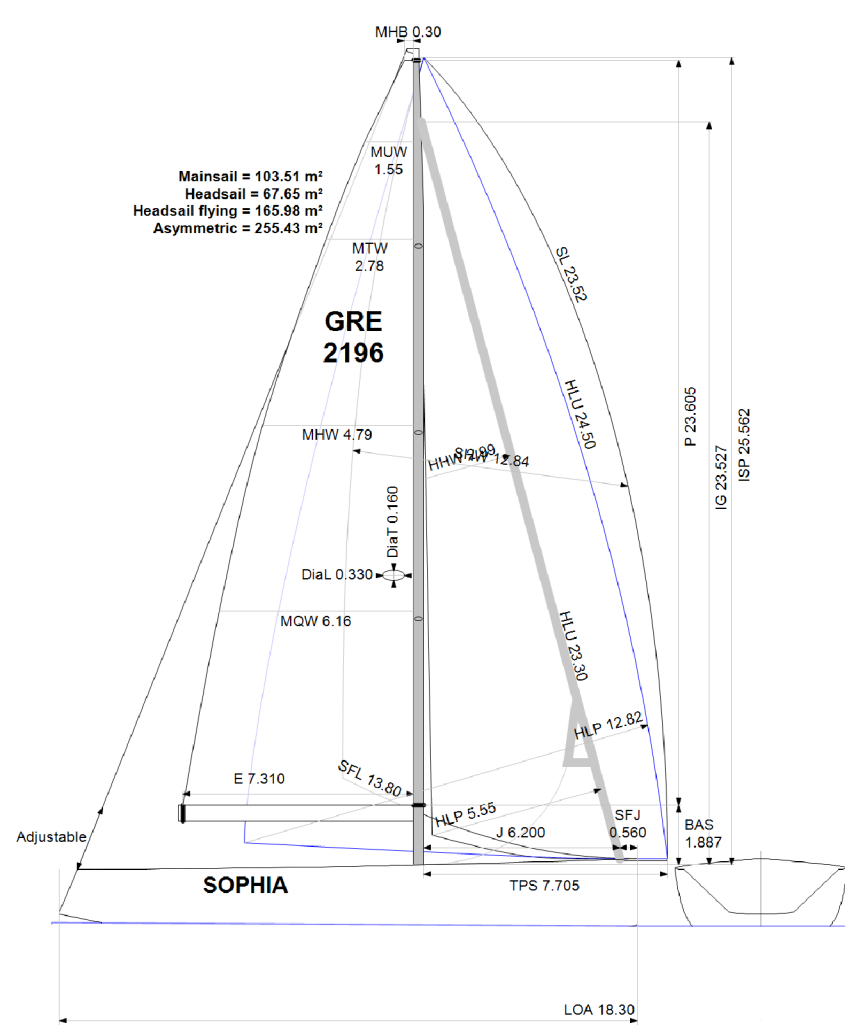 MHB 0.30
MUW
1.55
Mainsail = 103.51 m²
Headsail = 67.65 m²
Headsail flying = 165.98 m²
Asymmetric = 255.43 m²
MTW
2.78
SL 23.52
GRE
2196
HLU 24.50
P 23.605
IG 23.527
ISP 25.562
MHW 4.79
HHW 2.99
SHW 12.84
DiaT 0.160
DiaL 0.330
MQW 6.16
HLU 23.30
HLP 12.82
E 7.310
SFL 13.80
HLP 5.55
Adjustable
J 6.200
SFJ
0.560
BAS
1.887
SOPHIA
TPS 7.705
LOA 18.30